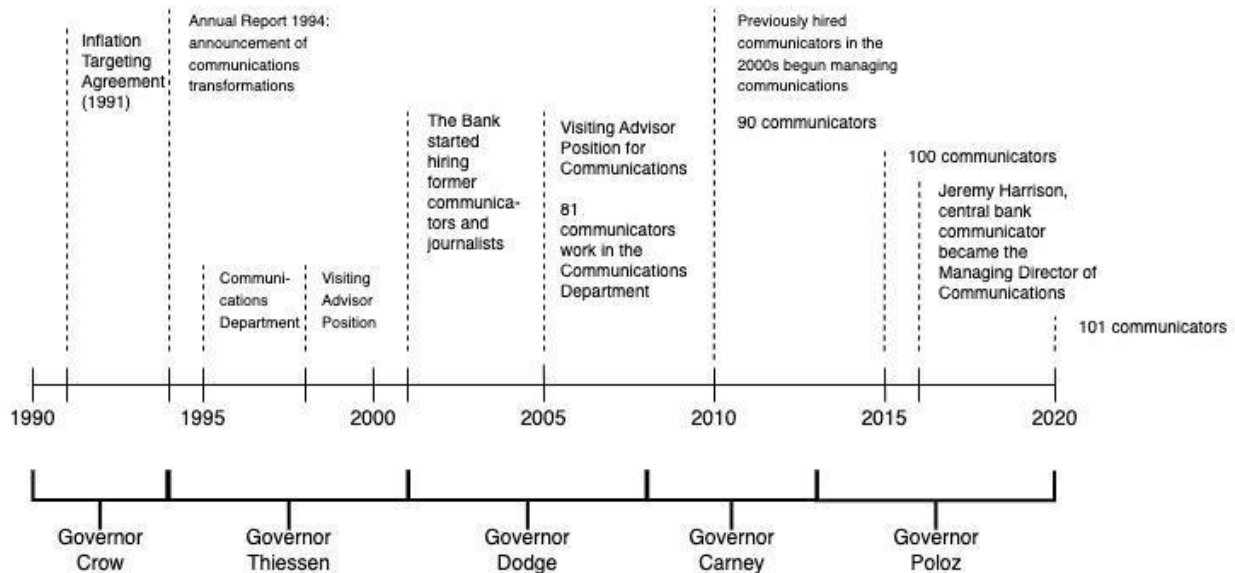 Inflation
Targeting
Agreement
(1991)
Annual Report 1994:
announcement of
communications
transformations
Communi-
cations
Department
Visiting
Advisor
Position
The Bank
started
hiring
former
communica-
tors and
journalists
Visiting Advisor
Position for
Communications
81
communicators
work in the
Communications
Department
Previously hired
communicators in the
2000s begun managing
communications
90 communicators
100 communicators
Jeremy Harrison,
central bank
communicator
became the
Managing Director of
Communications
101 communicators
1990 1995 2000 2005 2010 2015 2020
Governor
Crow
Governor
Thiessen
Governor
Dodge
Governor
Carney
Governor
Poloz